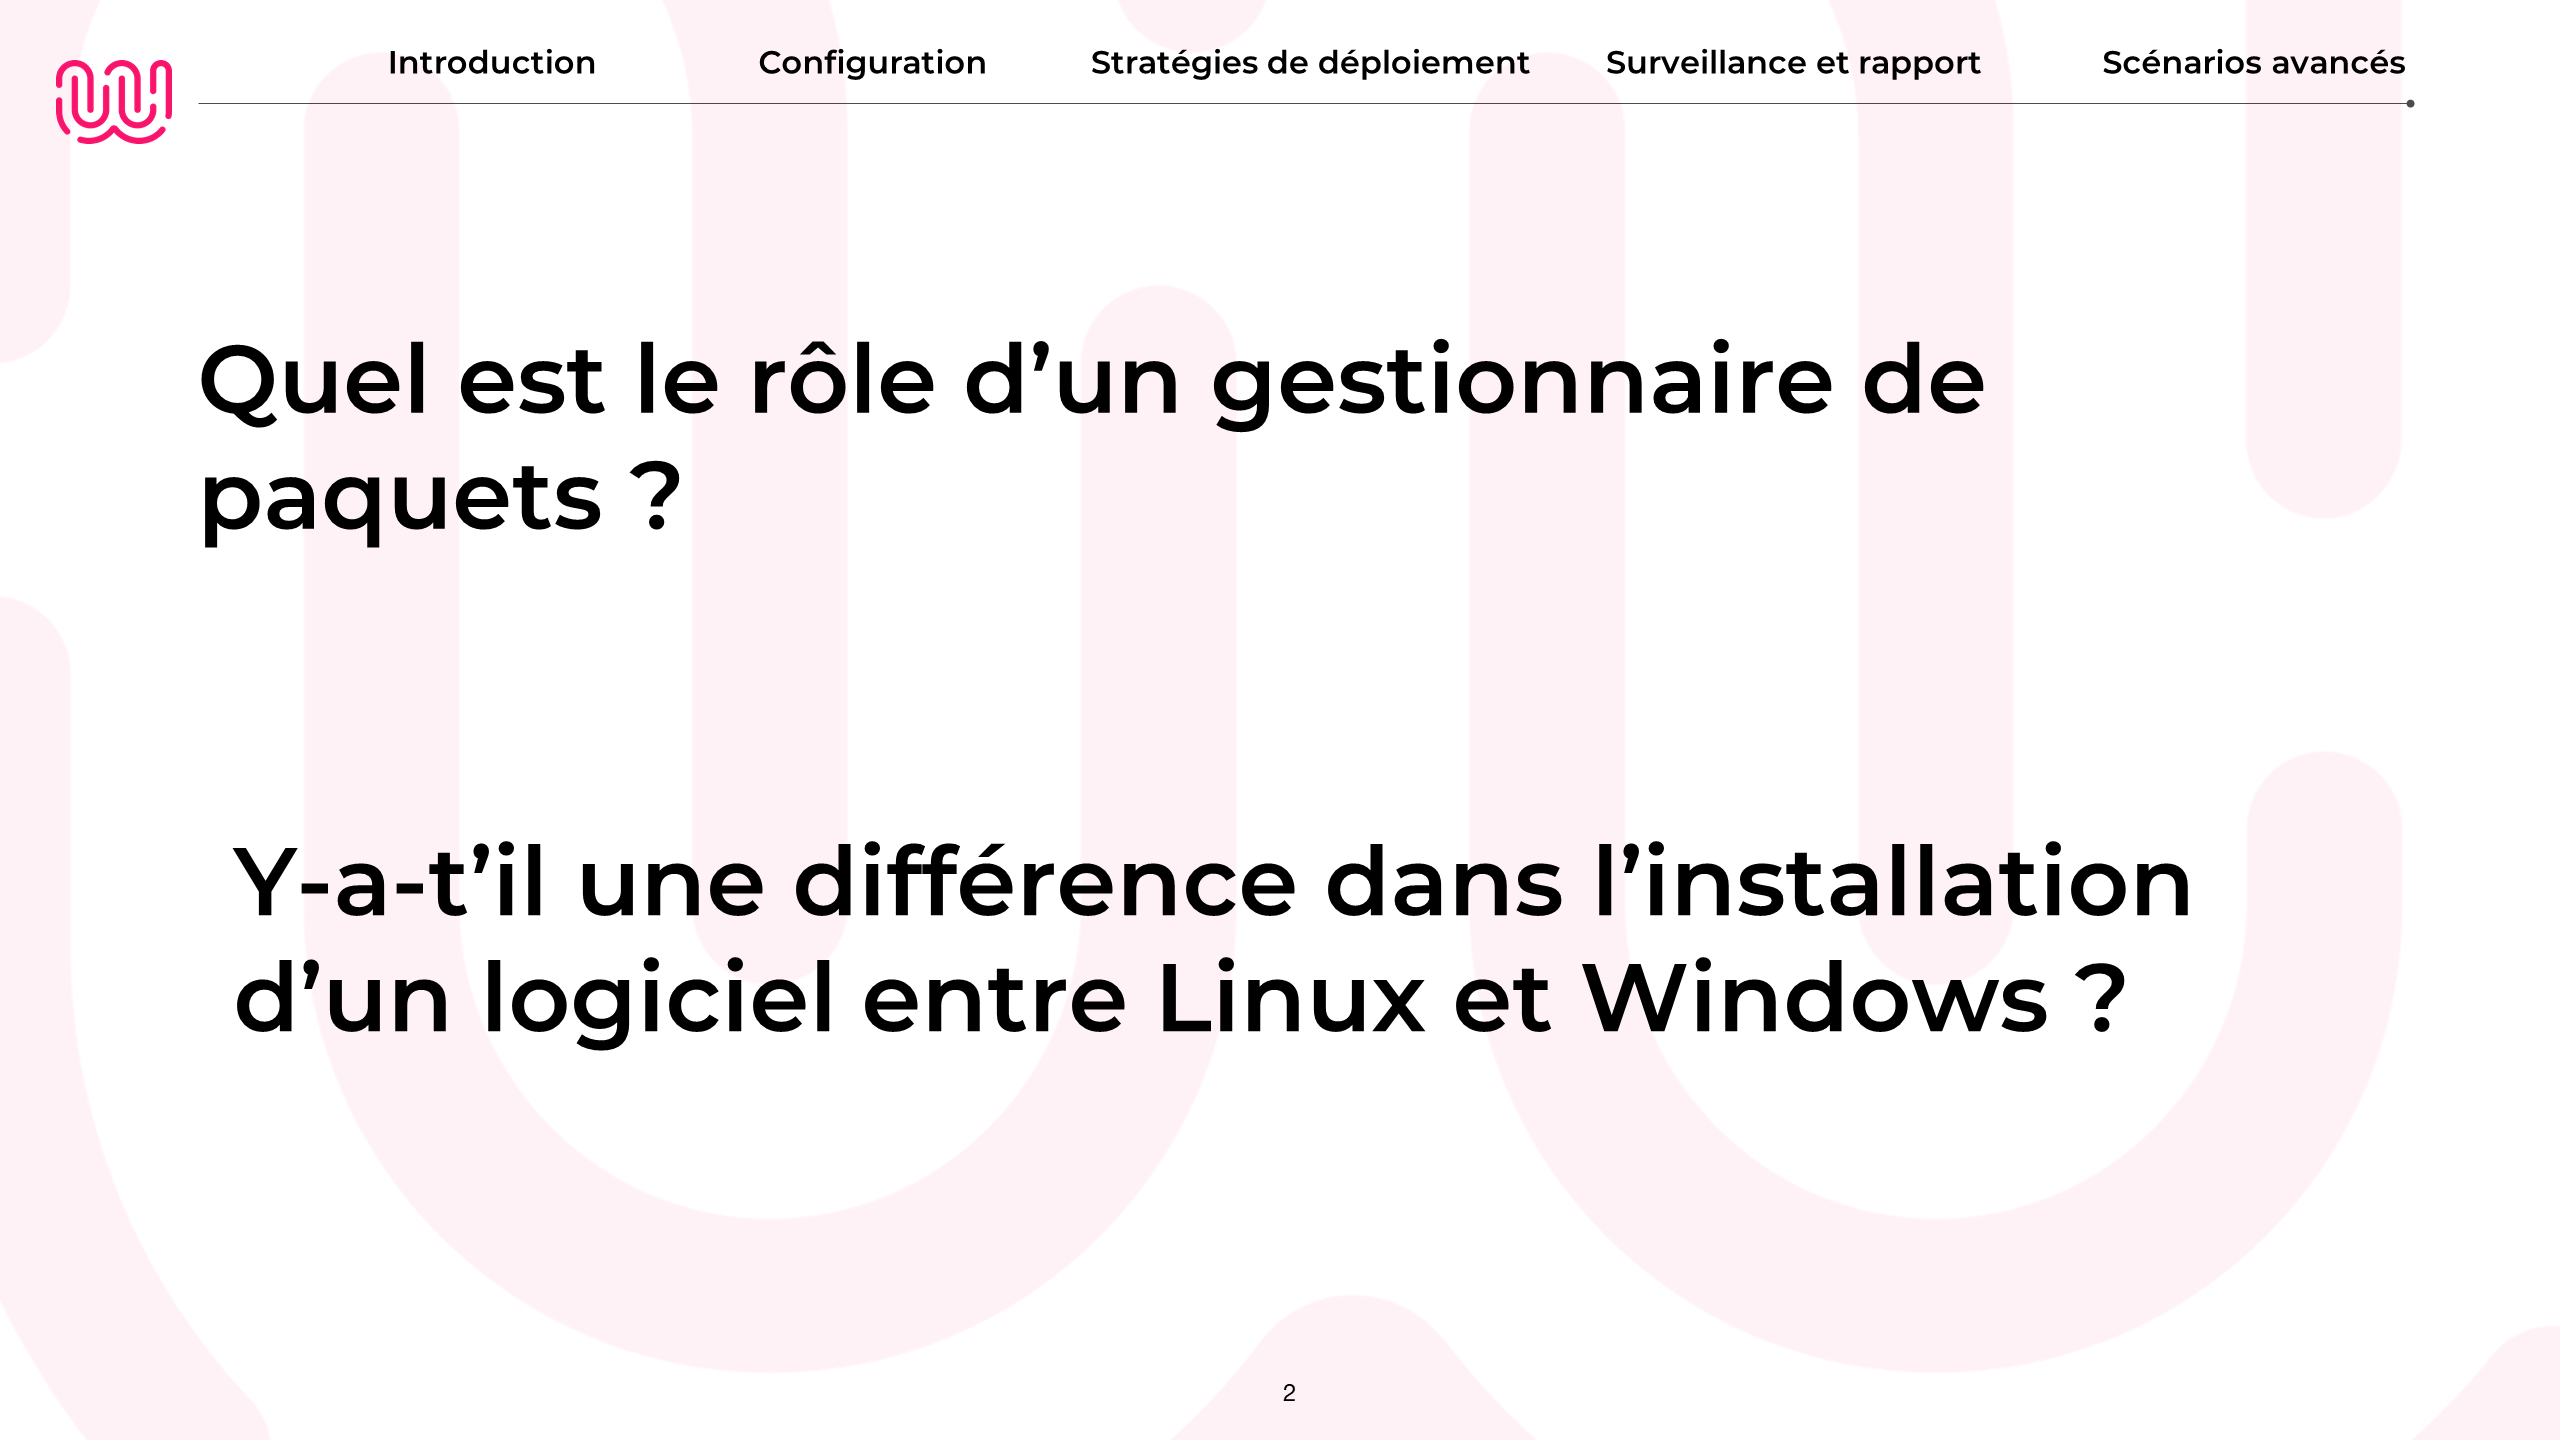 Introduction Configuration Stratégies de déploiement Surveillance et rapport Scénarios avancés
Quel est le rôle d’un gestionnaire de
paquets ?
Y-a-t’il une différence dans l’installation
d’un logiciel entre Linux et Windows ?
2